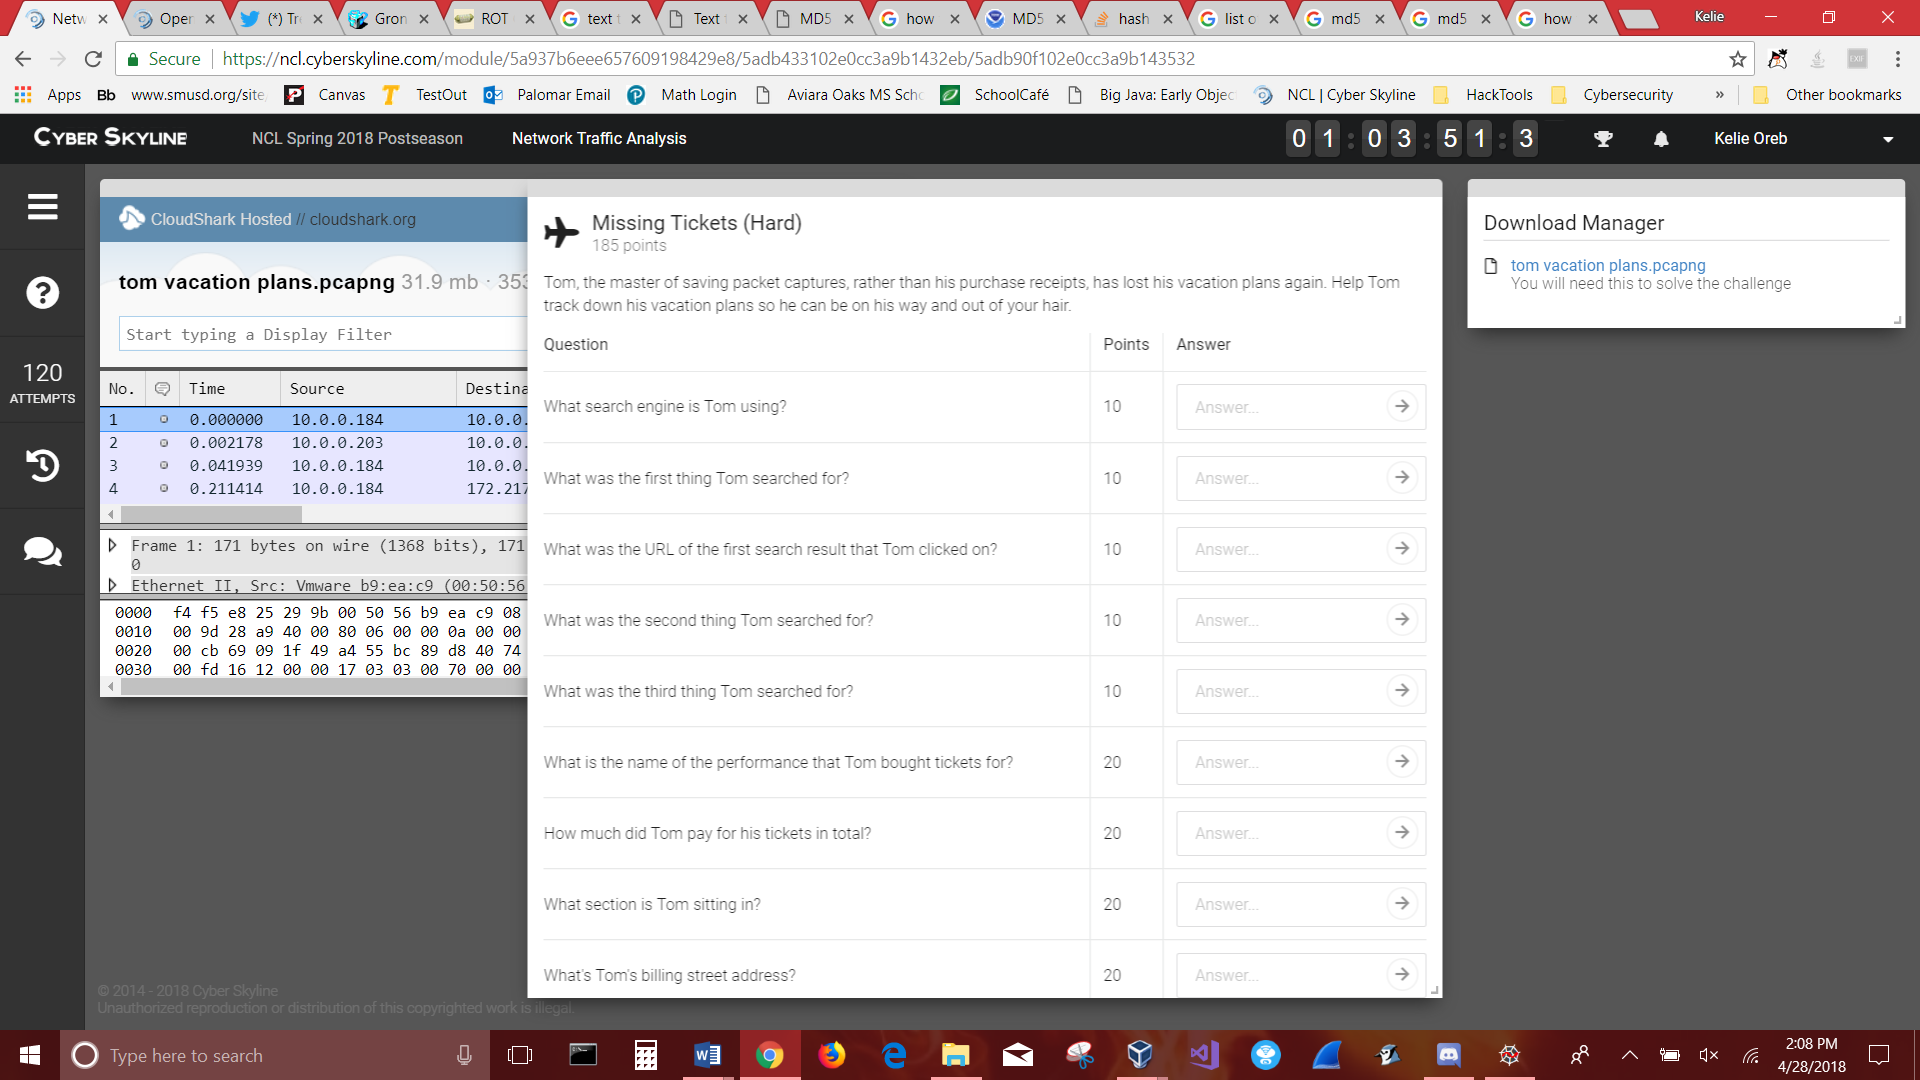 Netw
Oper
(*) Tr
Gron
ROT
text t
Text
MD5
how
MD5
hash
list o
md5
md5
how
Kelie
Secure
https://ncl.cyberskyline.com/module/5a937b6eee657609198429e8/5adb433102e0cc3a9b1432eb/5adb90f102e0cc3a9b143532
Apps
Bb
www.smusd.org/site
Canvas
TestOut
Palomar Email
Math Login
Aviara Oaks MS Sch
SchoolCafé
Big Java: Early Objec
NCL | Cyber Skyline
HackTools
Cybersecurity
»
Other bookmarks
CYBER SKYLINE
NCL Spring 2018 Postseason
Network Traffic Analysis
01:03:51:3
Kelie Oreb
120
ATTEMPTS
CloudShark Hosted // cloudshark.org
tom vacation plans.pcapng 31.9 mb · 353
Start typing a Display Filter
No. Time Source Destina
1 0.000000 10.0.0.184 10.0.0.
2 0.002178 10.0.0.203 10.0.0.
3 0.041939 10.0.0.184 10.0.0.
4 0.211414 10.0.0.184 172.217
Frame 1: 171 bytes on wire (1368 bits), 171
0
Ethernet II, Src: Vmware b9:ea:c9 (00:50:56
0000 f4 f5 e8 25 29 9b 00 50 56 b9 ea c9 08
0010 00 9d 28 a9 40 00 80 06 00 00 0a 00 00
0020 00 cb 69 09 1f 49 a4 55 bc 89 d8 40 74
0030 00 fd 16 12 00 00 17 03 03 00 70 00 00
Missing Tickets (Hard)
185 points
Tom, the master of saving packet captures, rather than his purchase receipts, has lost his vacation plans again. Help Tom
track down his vacation plans so he can be on his way and out of your hair.
Question Points Answer
What search engine is Tom using? 10 Answer...
What was the first thing Tom searched for? 10 Answer...
What was the URL of the first search result that Tom clicked on? 10 Answer...
What was the second thing Tom searched for? 10 Answer...
What was the third thing Tom searched for? 10 Answer...
What is the name of the performance that Tom bought tickets for? 20 Answer...
How much did Tom pay for his tickets in total? 20 Answer...
What section is Tom sitting in? 20 Answer...
What's Tom's billing street address? 20 Answer...
Download Manager
tom vacation plans.pcapng
You will need this to solve the challenge
© 2014 - 2018 Cyber Skyline
Unauthorized reproduction or distribution of this copyrighted work is illegal.
Type here to search
2:08 PM
4/28/2018